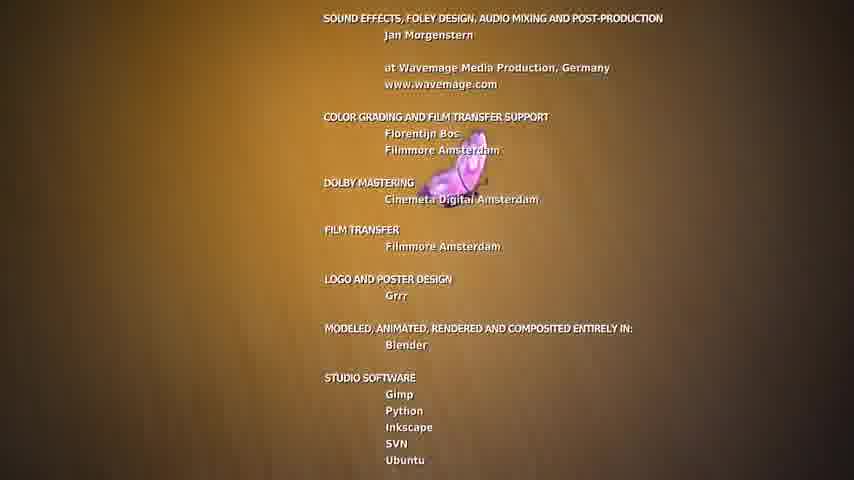 SOUND EFFECTS, FOLEY DESIGN, AUDIO MIXING AND POST-PRODUCTION
Jan Morgenstern
at Wavemage Media Production, Germany
www.wavemage.com
COLOR GRADING AND FILM TRANSFER SUPPORT
Florentijn Bos
Filmmore Amsterdam
DOLBY MASTERING
Cinemeta Digital Amsterdam
FILM TRANSFER
Filmmore Amsterdam
LOGO AND POSTER DESIGN
Grrr
MODELED, ANIMATED, RENDERED AND COMPOSITED ENTIRELY IN:
Blender
STUDIO SOFTWARE
Gimp
Python
Inkscape
SVN
Ubuntu